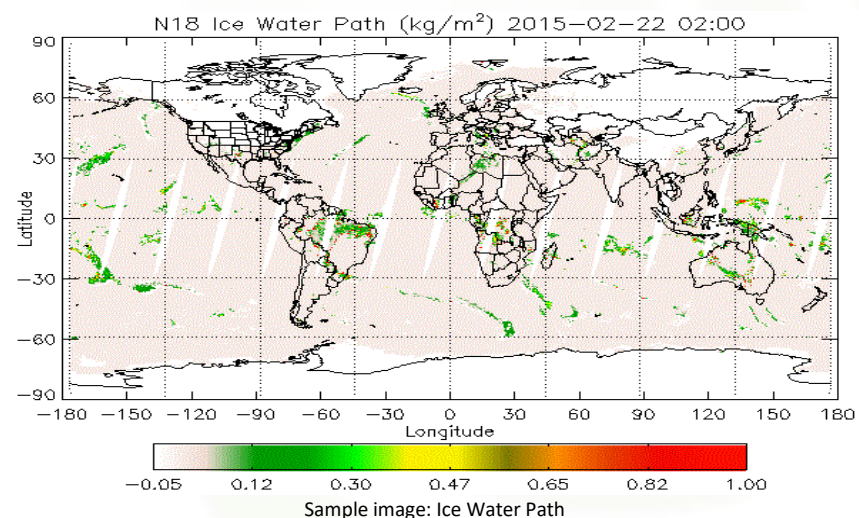 N18 Ice Water Path (kg/m²) 2015−02−22 02:00
90
60
30
0
−30
−60
−90
Latitude
−180 −150 −120 −90 −60 −30 0 30 60 90 120 150 180
Longitude
−0.05 0.12 0.30 0.47 0.65 0.82 1.00
Sample image: Ice Water Path